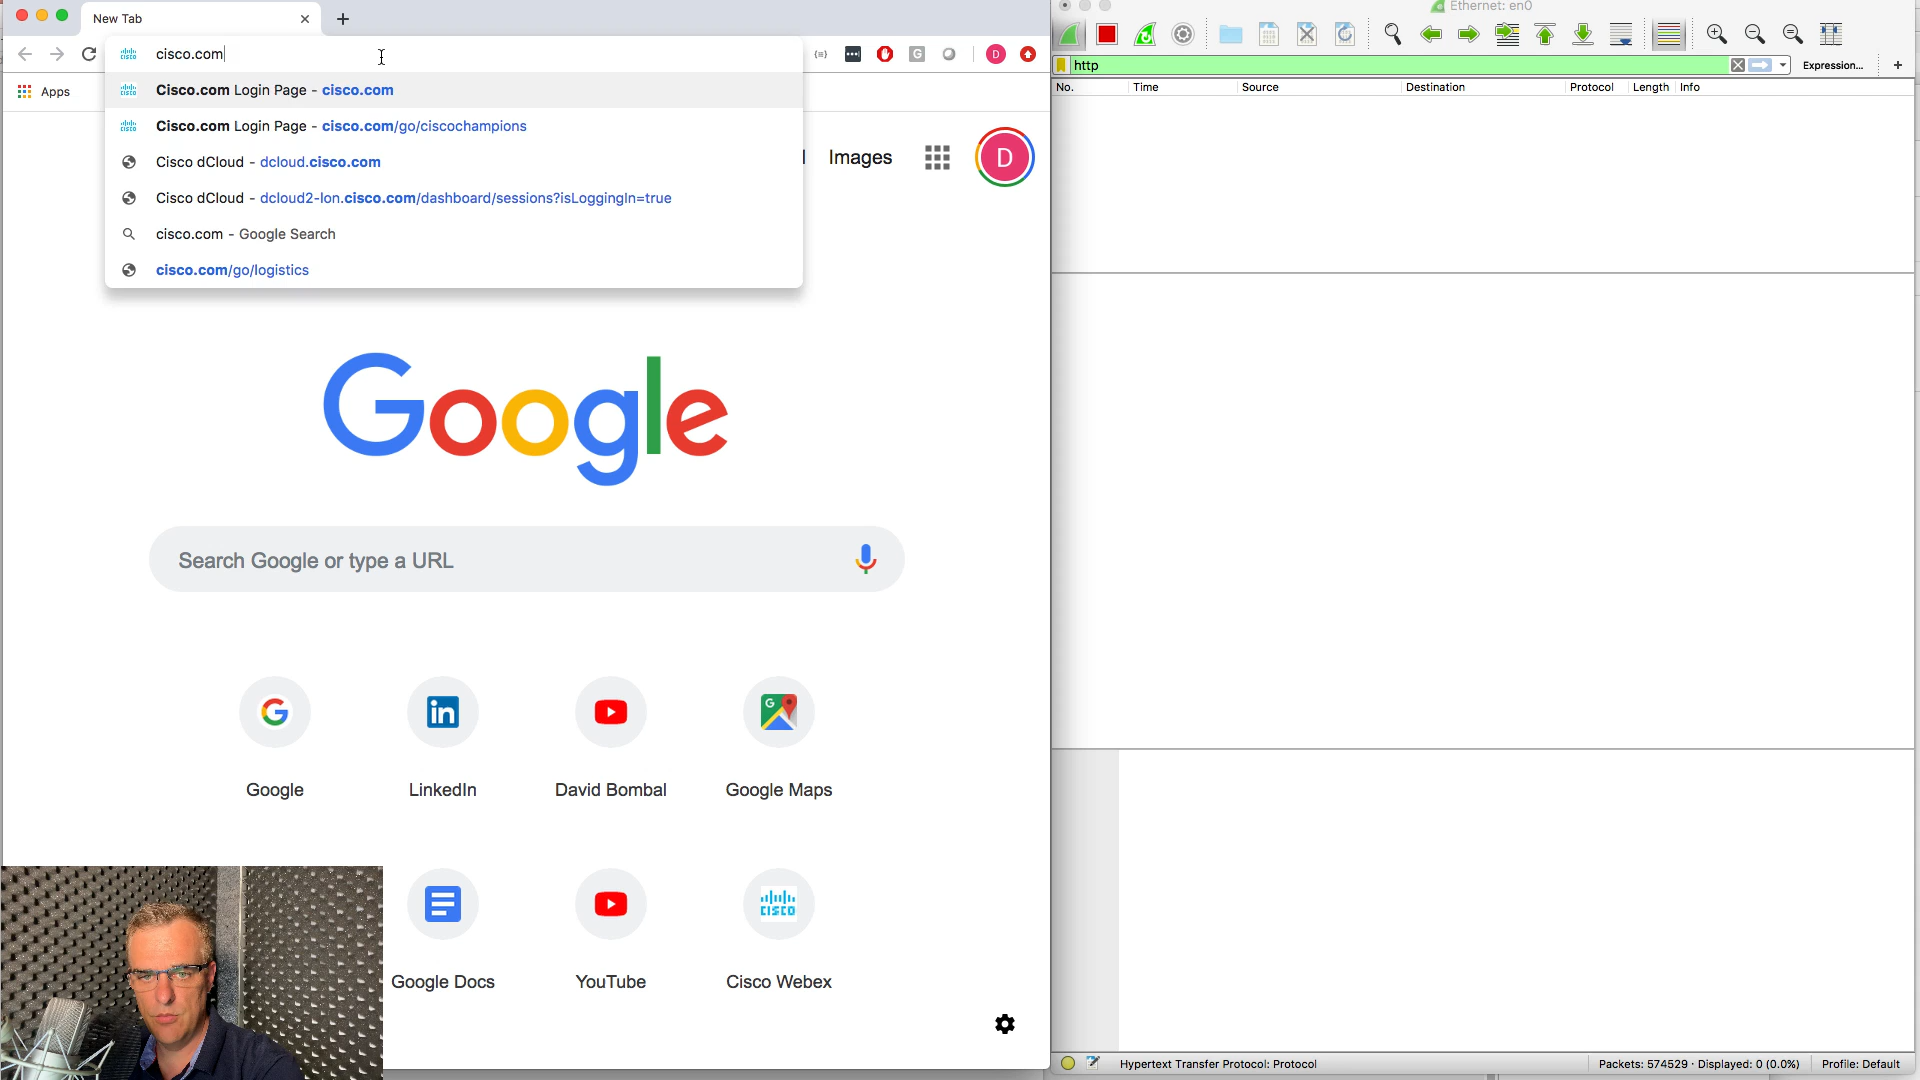 New Tab
cisco.com
Apps
Cisco.com Login Page - cisco.com
Cisco.com Login Page - cisco.com/go/ciscochampions
Cisco dCloud - dcloud.cisco.com
Cisco dCloud - dcloud2-lon.cisco.com/dashboard/sessions?isLoggingIn=true
cisco.com - Google Search
cisco.com/go/logistics
Images
D
D
Google
Search Google or type a URL
Google
LinkedIn
David Bombal
Google Maps
Google Docs
YouTube
CISCO
Cisco Webex
Ethernet: en0
http
Expression...
+
No. Time Source Destination Protocol Length Info
Hypertext Transfer Protocol: Protocol
Packets: 574529 · Displayed: 0 (0.0%)
Profile: Default